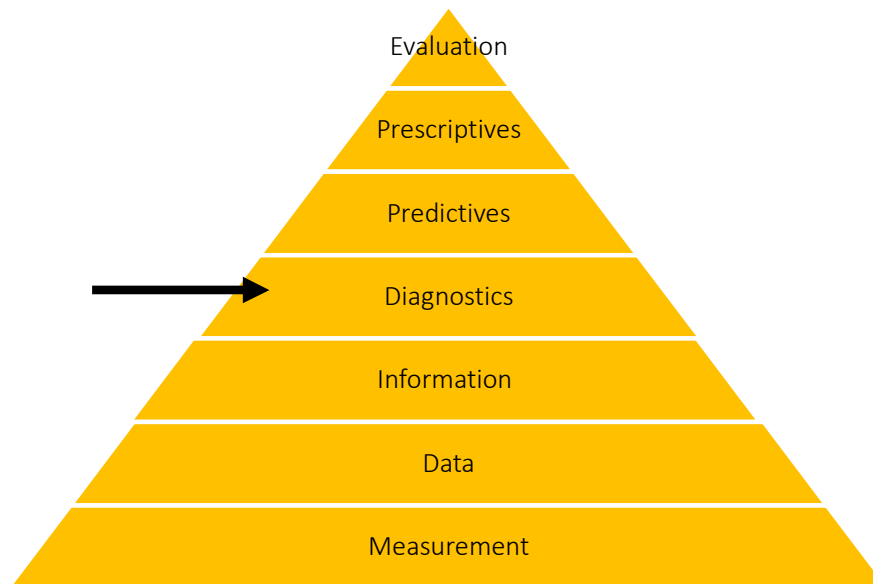 Evaluation
Prescriptives
Predictives
Diagnostics
Information
Data
Measurement